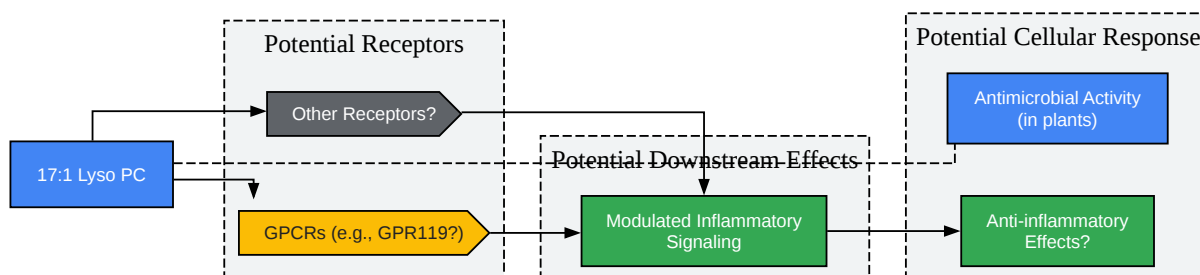 Potential Receptors
Potential Cellular Response
Other Receptors?
Antimicrobial Activity
(in plants)
17:1 Lyso PC
Potential Downstream Effects
GPCRs (e.g., GPR119?)
Modulated Inflammatory
Signaling
Anti-inflammatory
Effects?